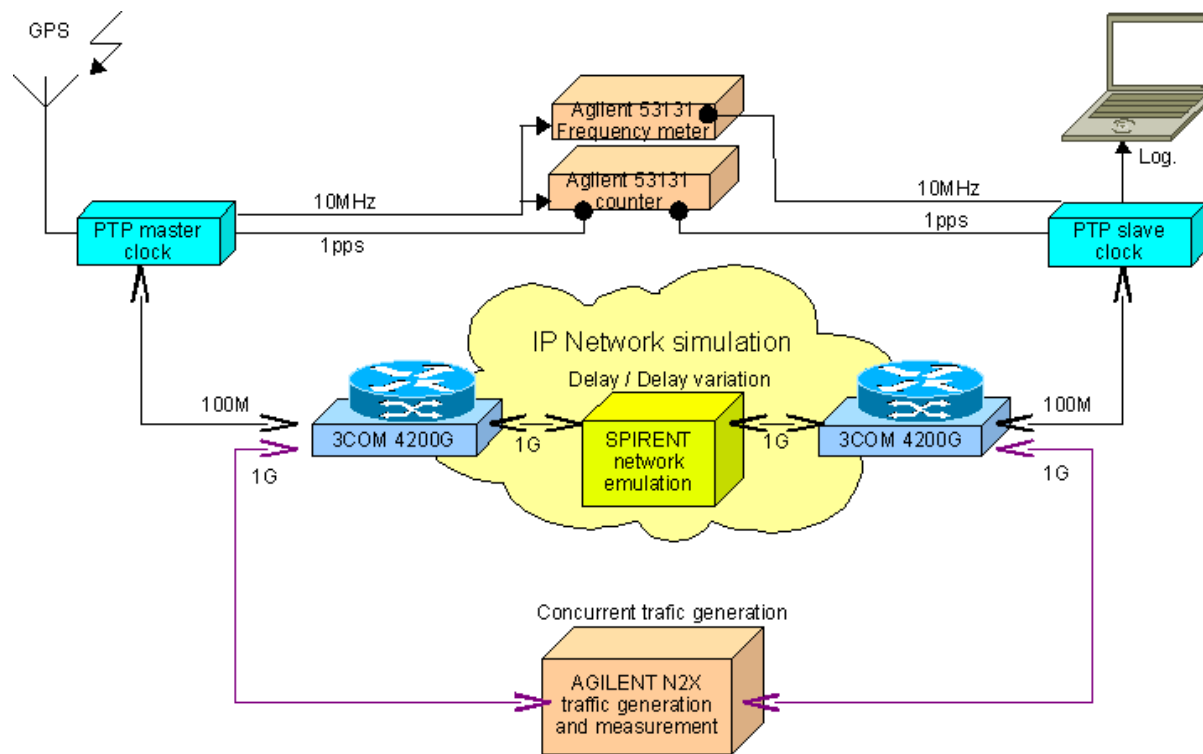 GPS
Agilent 53131
Frequency meter
Agilent 53131
counter
Log.
10MHz
10MHz
1pps
1pps
PTP master
clock
PTP slave
clock
IP Network simulation
Delay / Delay variation
100M
100M
3COM 4200G
1G
SPIRENT
network
emulation
1G
3COM 4200G
1G
1G
Concurrent trafic generation
AGILENT N2X
traffic generation
and measurement